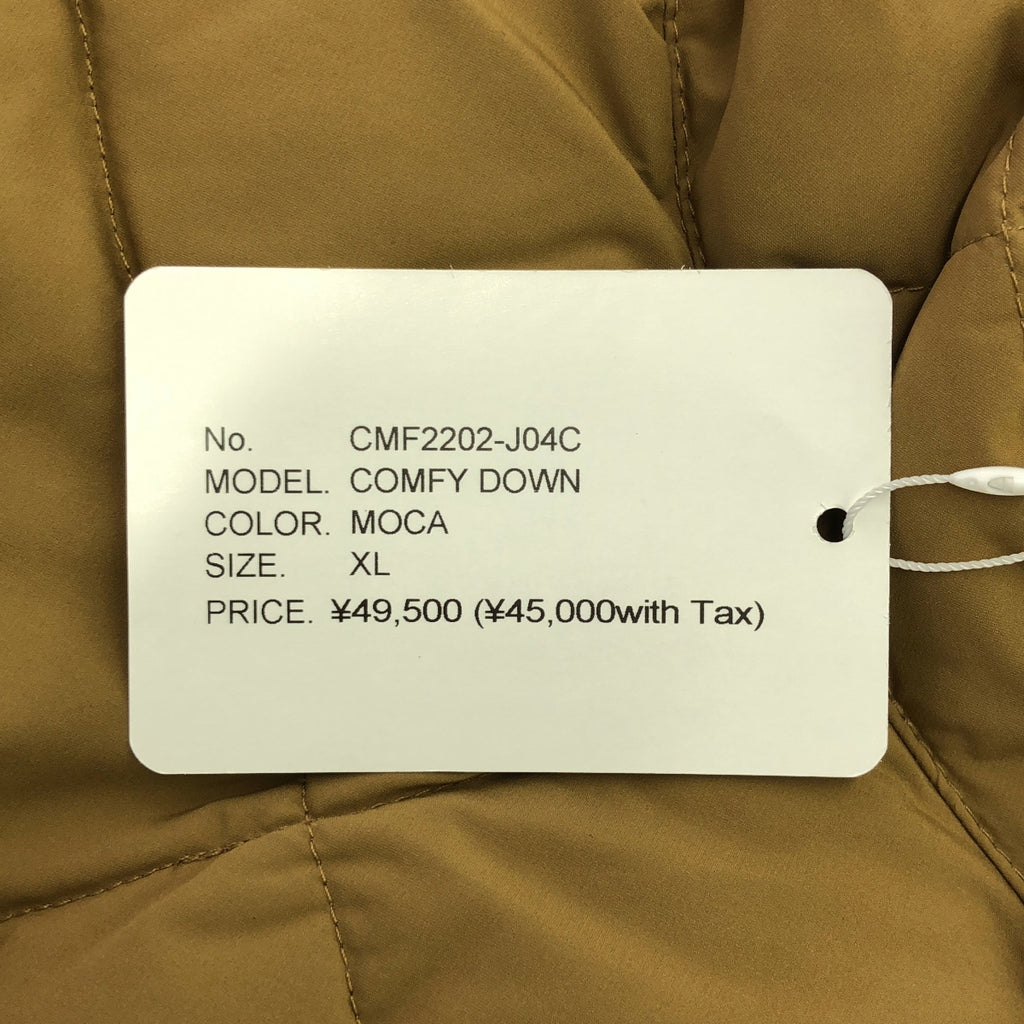 No. CMF2202-J04C
MODEL. COMFY DOWN
COLOR. MOCA
SIZE. XL
PRICE. ¥49,500 (¥45,000with Tax)